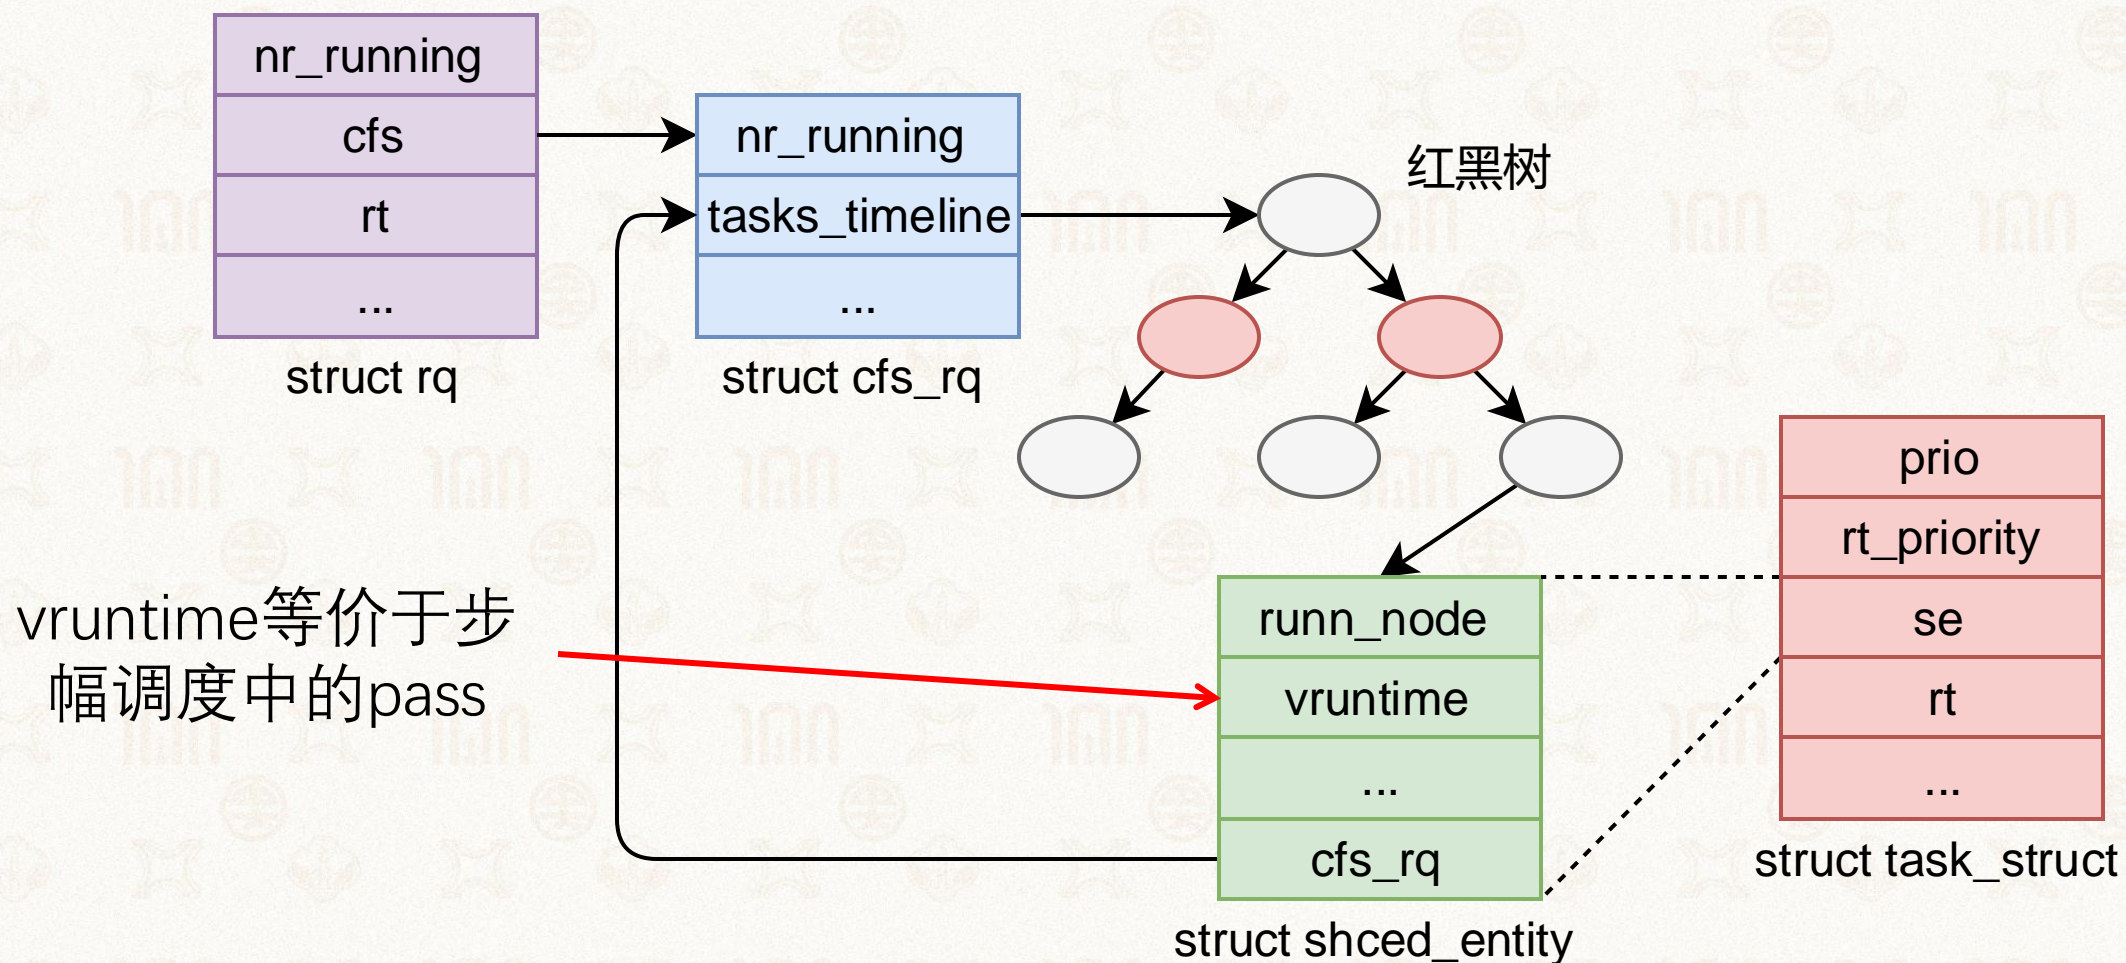 nr_running
cfs
rt
...
struct rq
nr_running
tasks_timeline
...
struct cfs_rq
红黑树
vruntime等价于步
幅调度中的pass
runn_node
vruntime
...
cfs_rq
struct shced_entity
prio
rt_priority
se
rt
...
struct task_struct